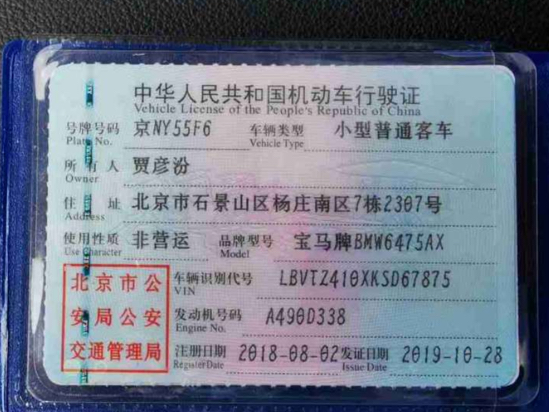 中华人民共和国机动车行驶证
Vehicle License of the People's Republic of China
号牌号码 京NY55F6 车辆类型 小型普通客车
Plate No. Vehicle Type
所有人 贾彦汾
Owner
住址 北京市石景山区杨庄南区7栋2307号
Address
使用性质 非营运 品牌型号 宝马牌BMW6475AX
Use Character Model
北京市公
安局公安
交通管理局
车辆识别代号 LBVTZ410XKSD67875
VIN
发动机号码 A490D338
Engine No.
注册日期 2018-08-02 发证日期 2019-10-28
Register Date Issue Date